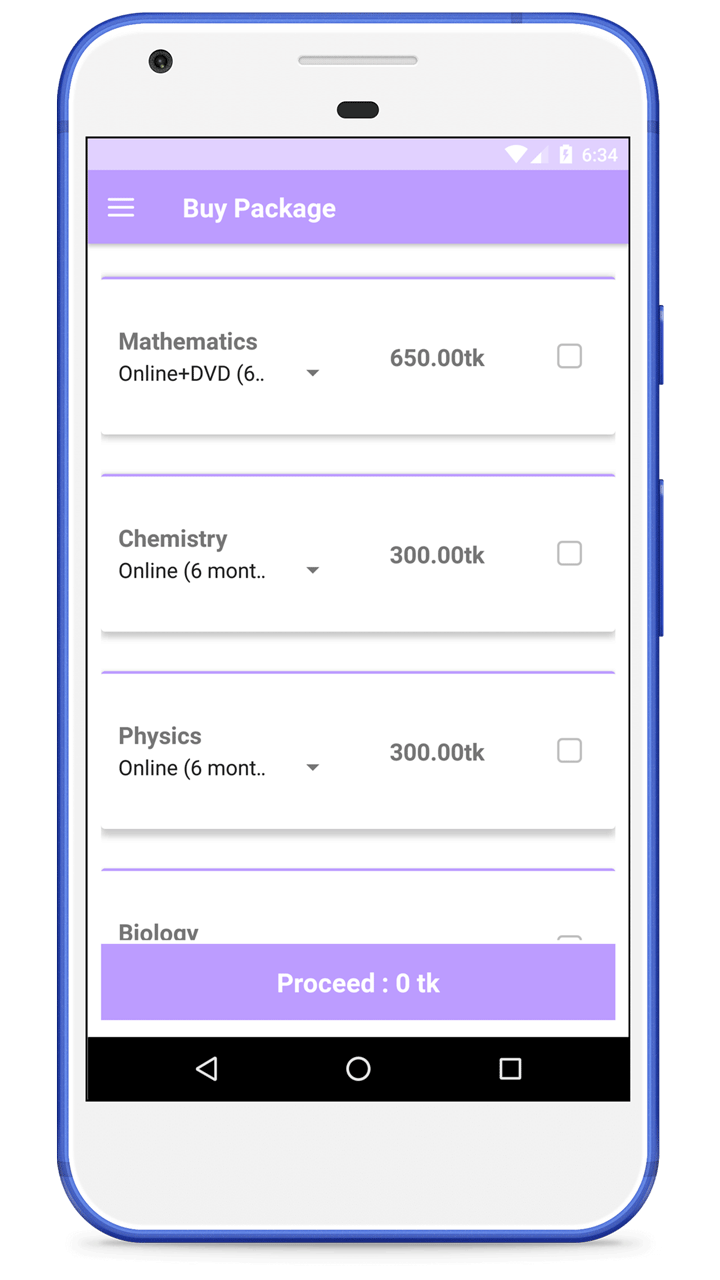 6:34
Buy Package
Mathematics
Online+DVD (6..
650.00tk
Chemistry
Online (6 mont..
300.00tk
Physics
Online (6 mont..
300.00tk
Biology
Proceed : 0 tk